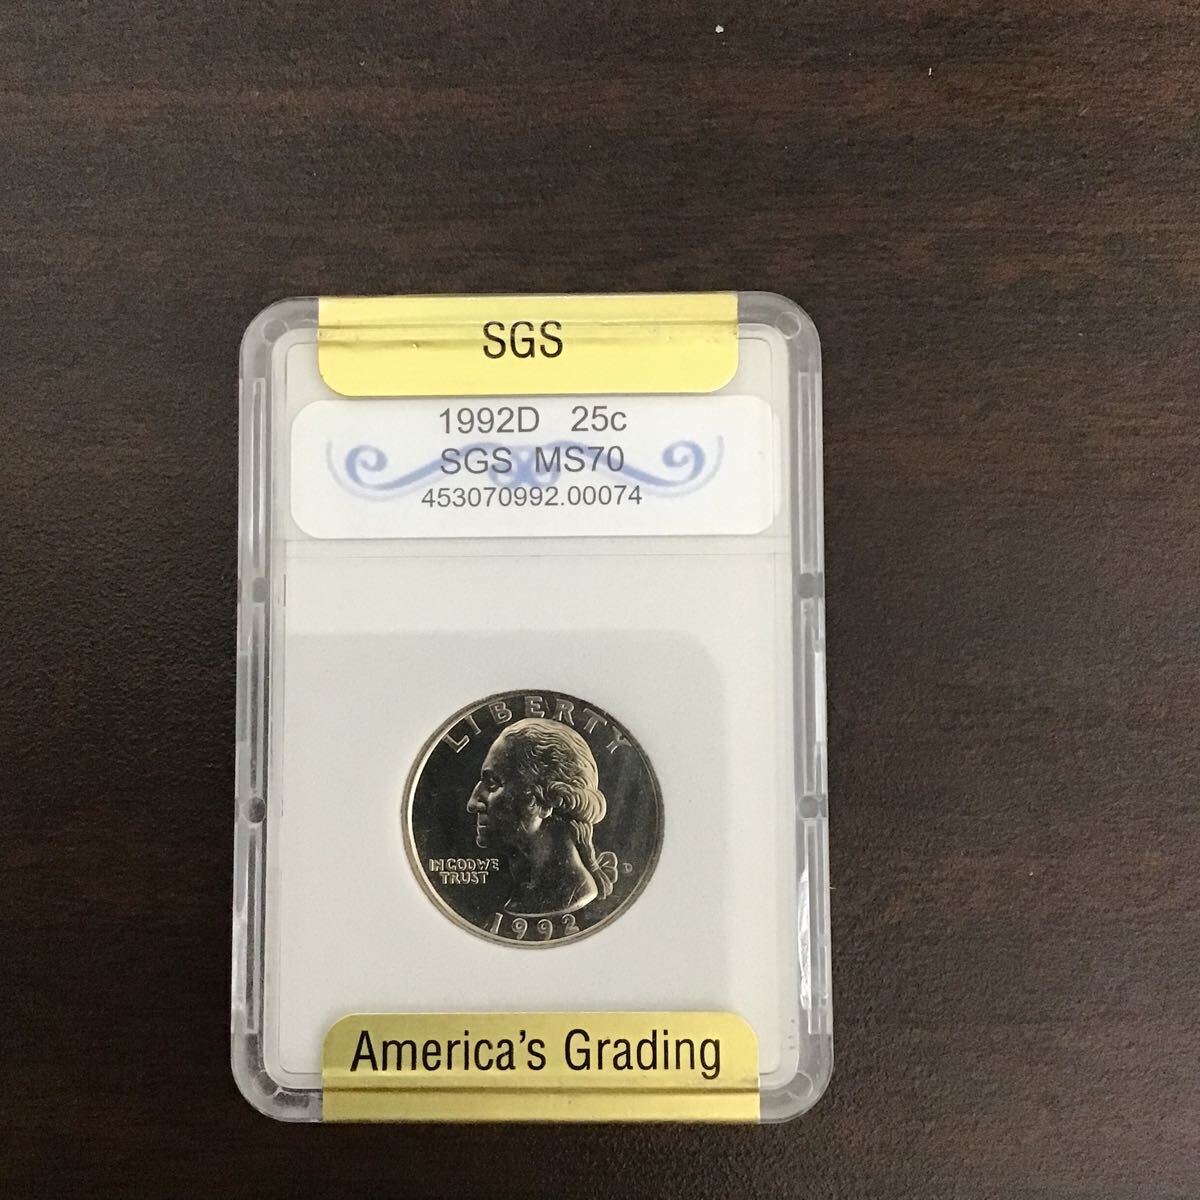 SGS
1992D 25c
SGS MS70
453070992.00074
LIBERTY
IN GOD WE
TRUST
D
1992
America's Grading